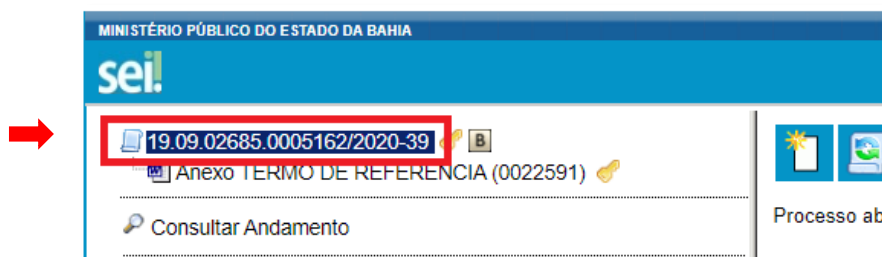 MINISTÉRIO PÚBLICO DO ESTADO DA BAHIA
sei!
19.09.02685.0005162/2020-39 B
Anexo TERMO DE REFERÊNCIA (0022591)
Consultar Andamento
Processo ab